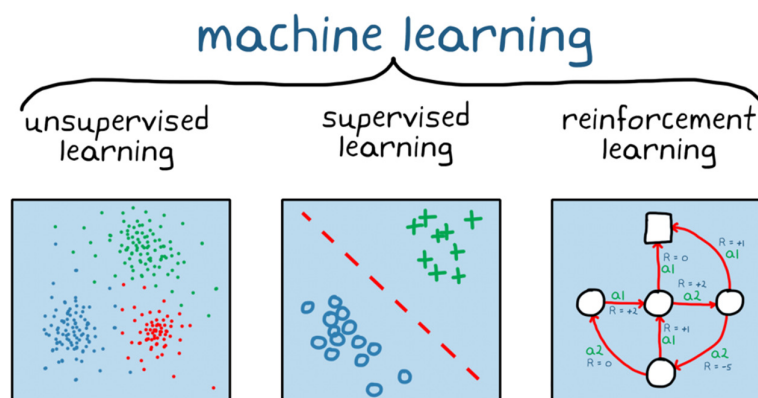 machine learning
unsupervised
learning
supervised
learning
reinforcement
learning
R = +1
a1
R = 0
a1
R = +2
a1
a2
R = +2
R = +1
a1
a2
R = 0
a2
R = -5